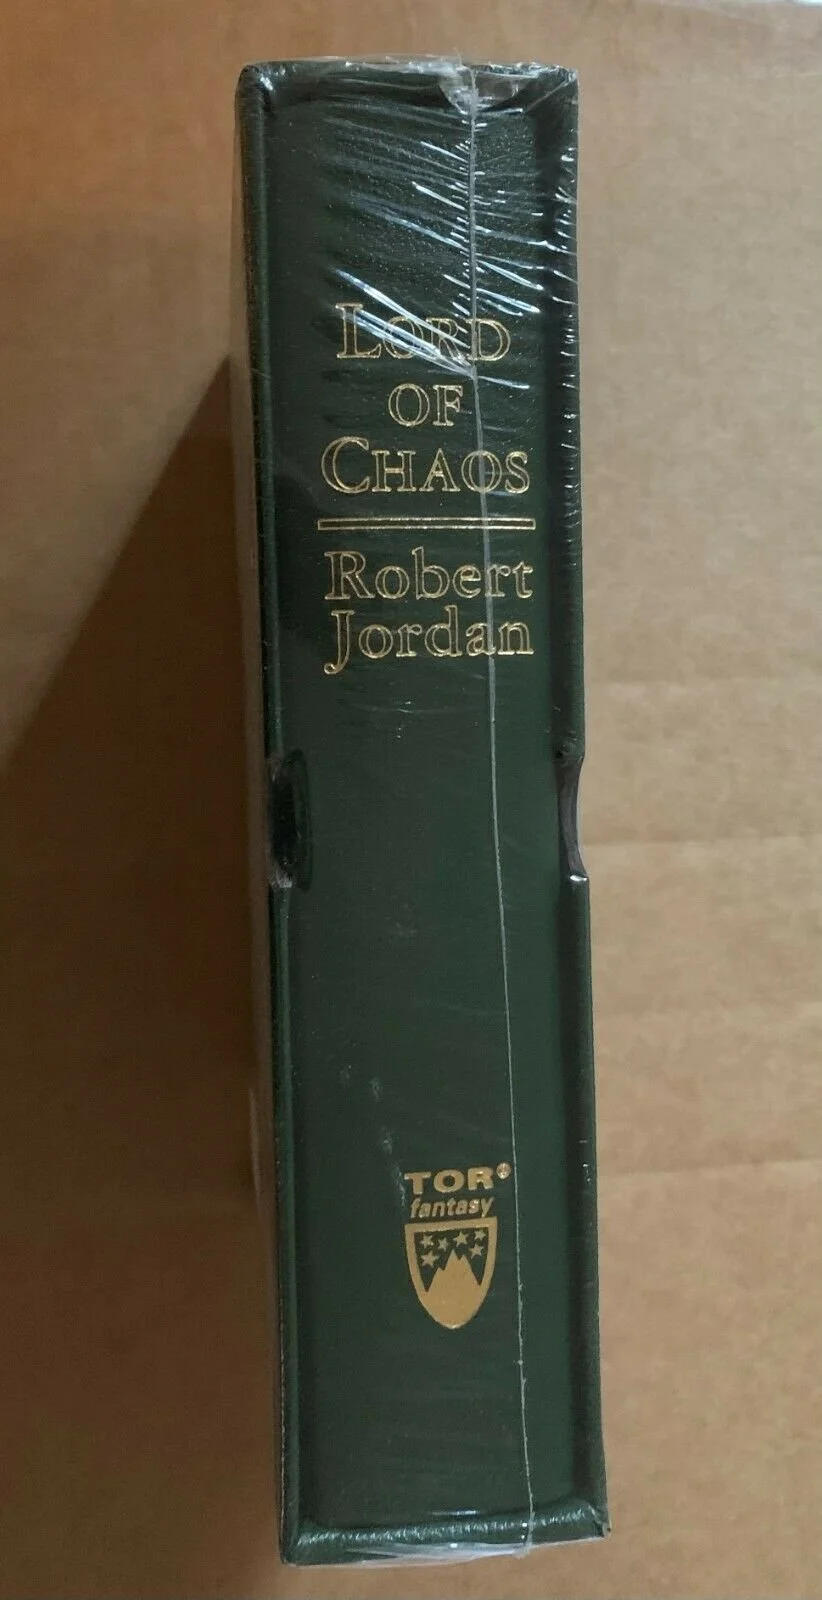 LORD
OF
CHAOS
Robert
Jordan
TOR®
fantasy